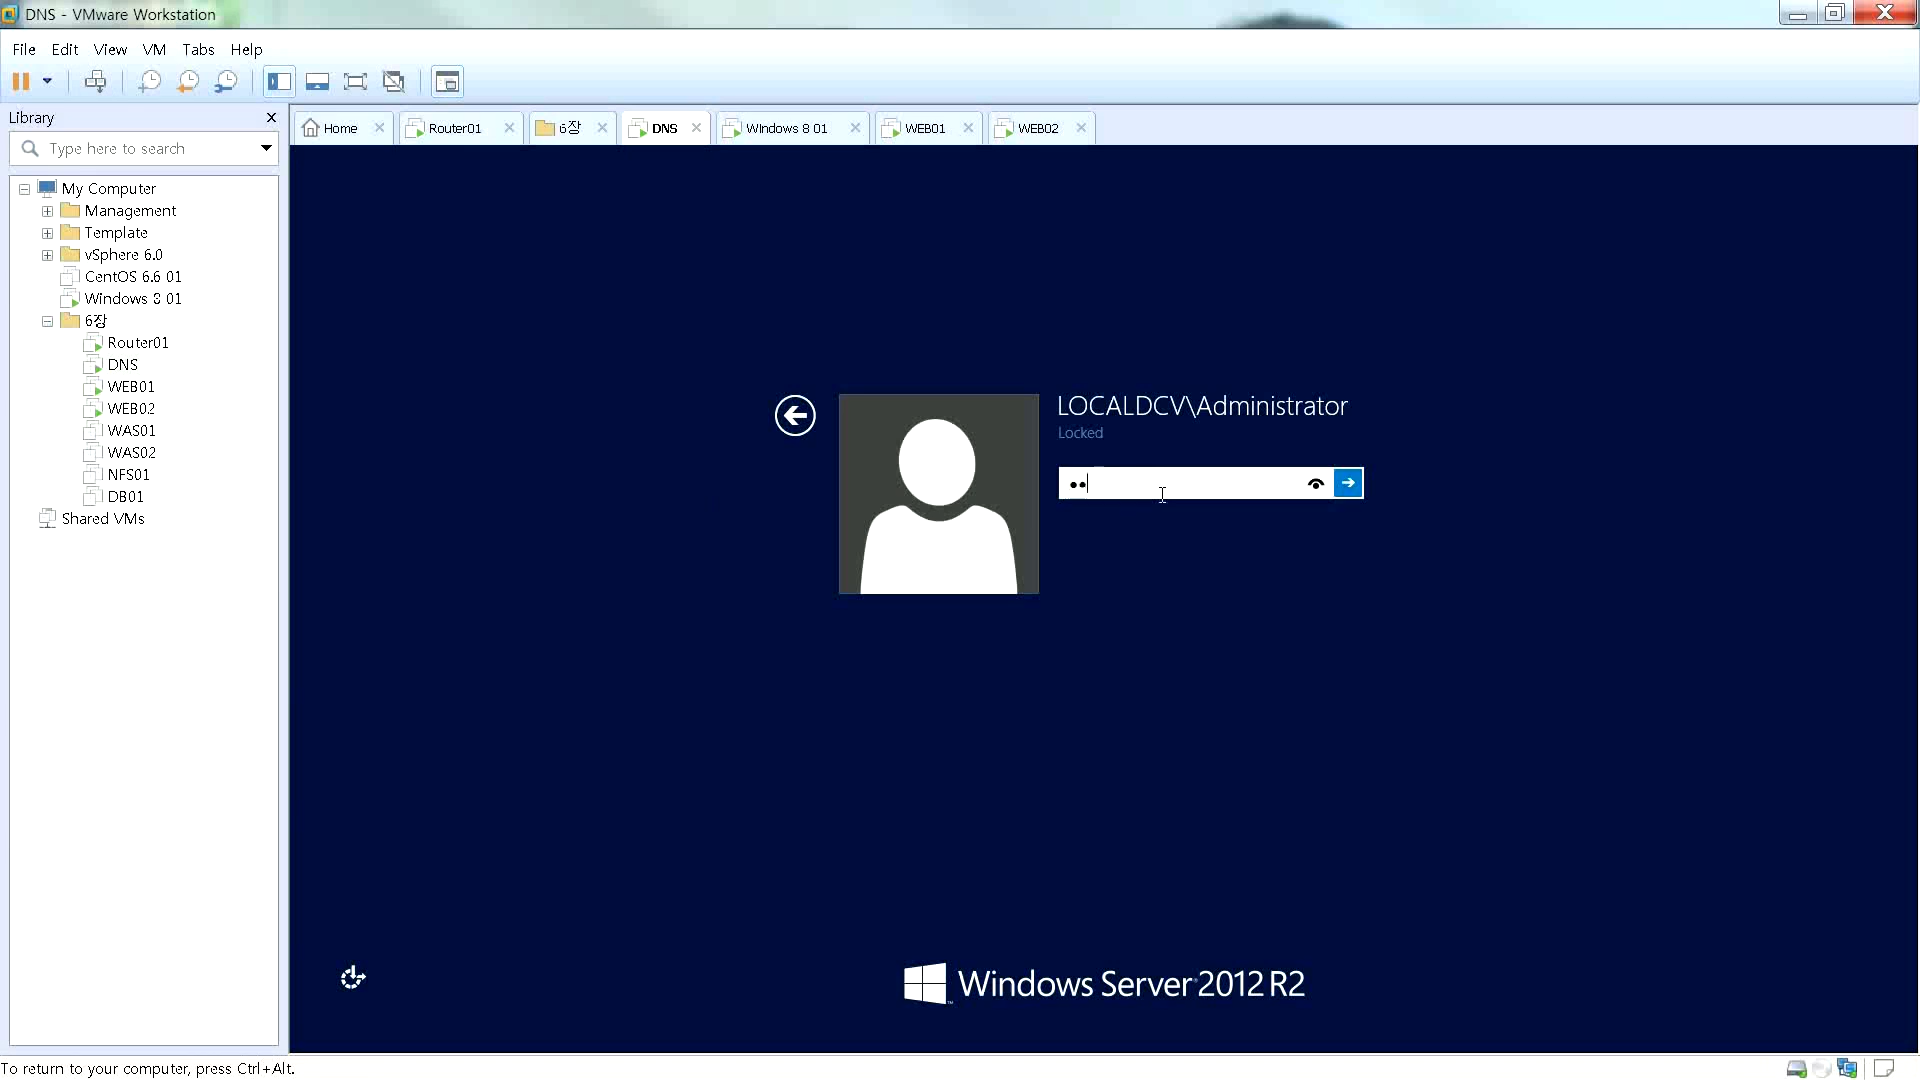 DNS - VMware Workstation
File Edit View VM Tabs Help
Library
Type here to search
Home
Router01
6장
DNS
WIndows 8 01
WEB01
WEB02
My Computer
Management
Template
vSphere 6.0
CentOS 6.6 01
Windows 8 01
6장
Router01
DNS
WEB01
WEB02
WAS01
WAS02
NFS01
DB01
Shared VMs
LOCALDCV\Administrator
Locked
Windows Server 2012 R2
To return to your computer, press Ctrl+Alt.